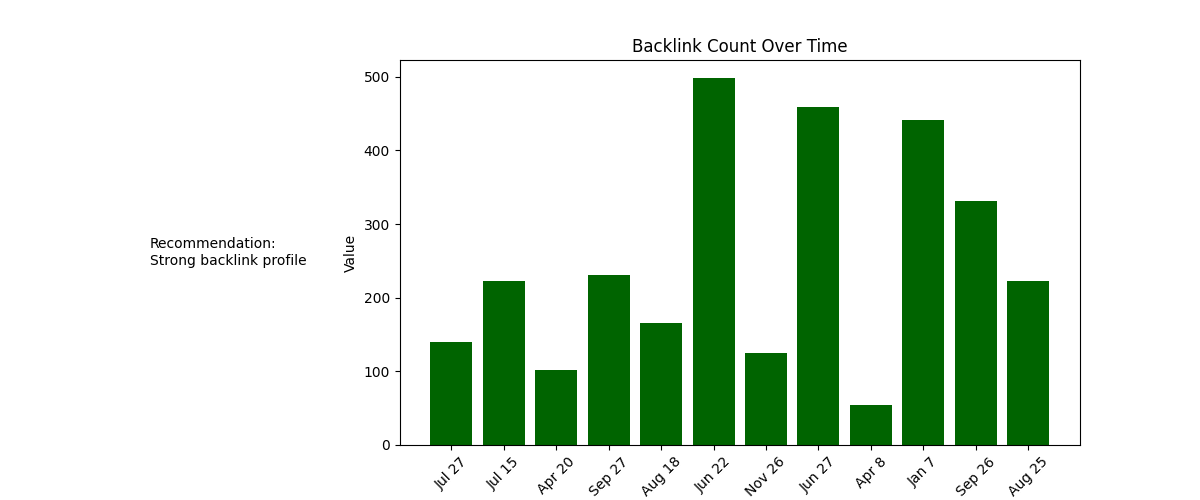 Backlink Count Over Time
Recommendation:
Strong backlink profile
Value
500
400
300
200
100
0
Jul 27
Jul 15
Apr 20
Sep 27
Aug 18
Jun 22
Nov 26
Jun 27
Apr 8
Jan 7
Sep 26
Aug 25